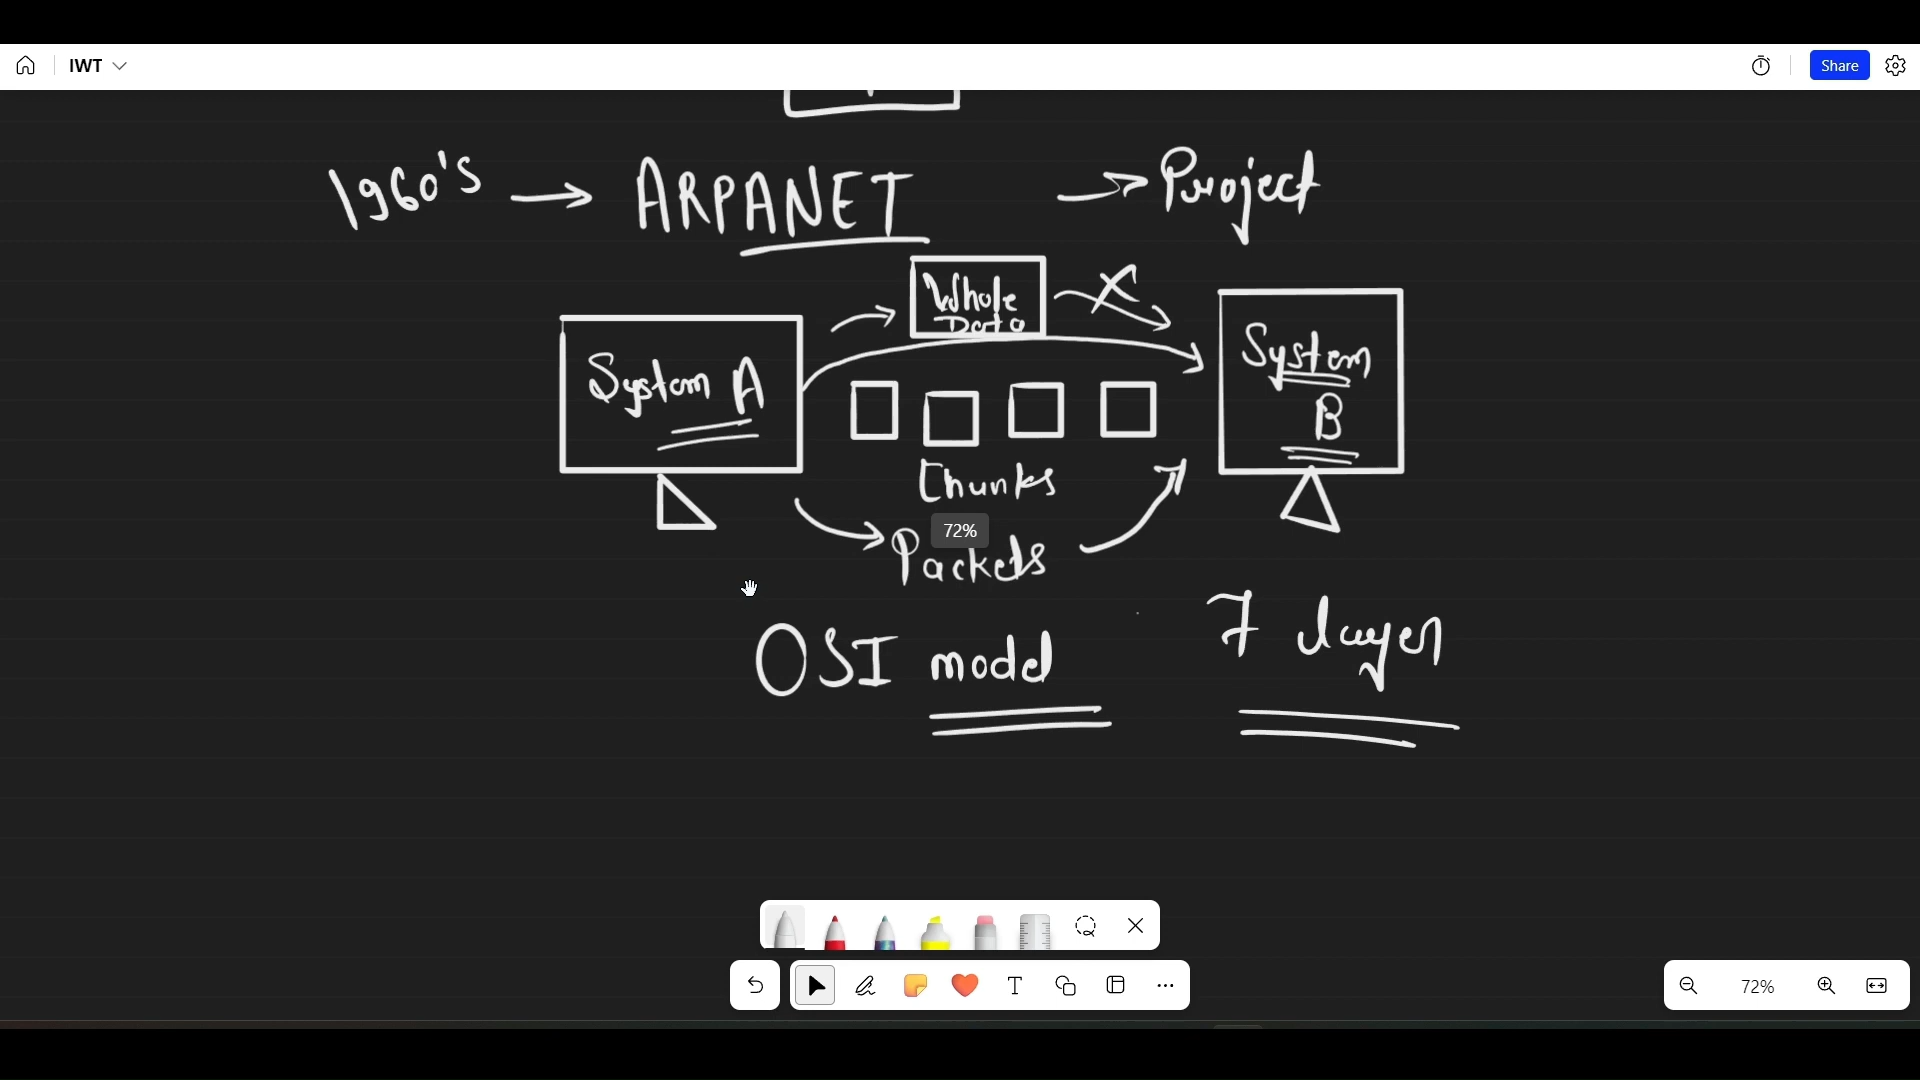 IWT
Share
1960's → ARPANET → Project
Whole
Data
System A
System
B
Chunks
72%
Packets
OSI model
7 layer
72%